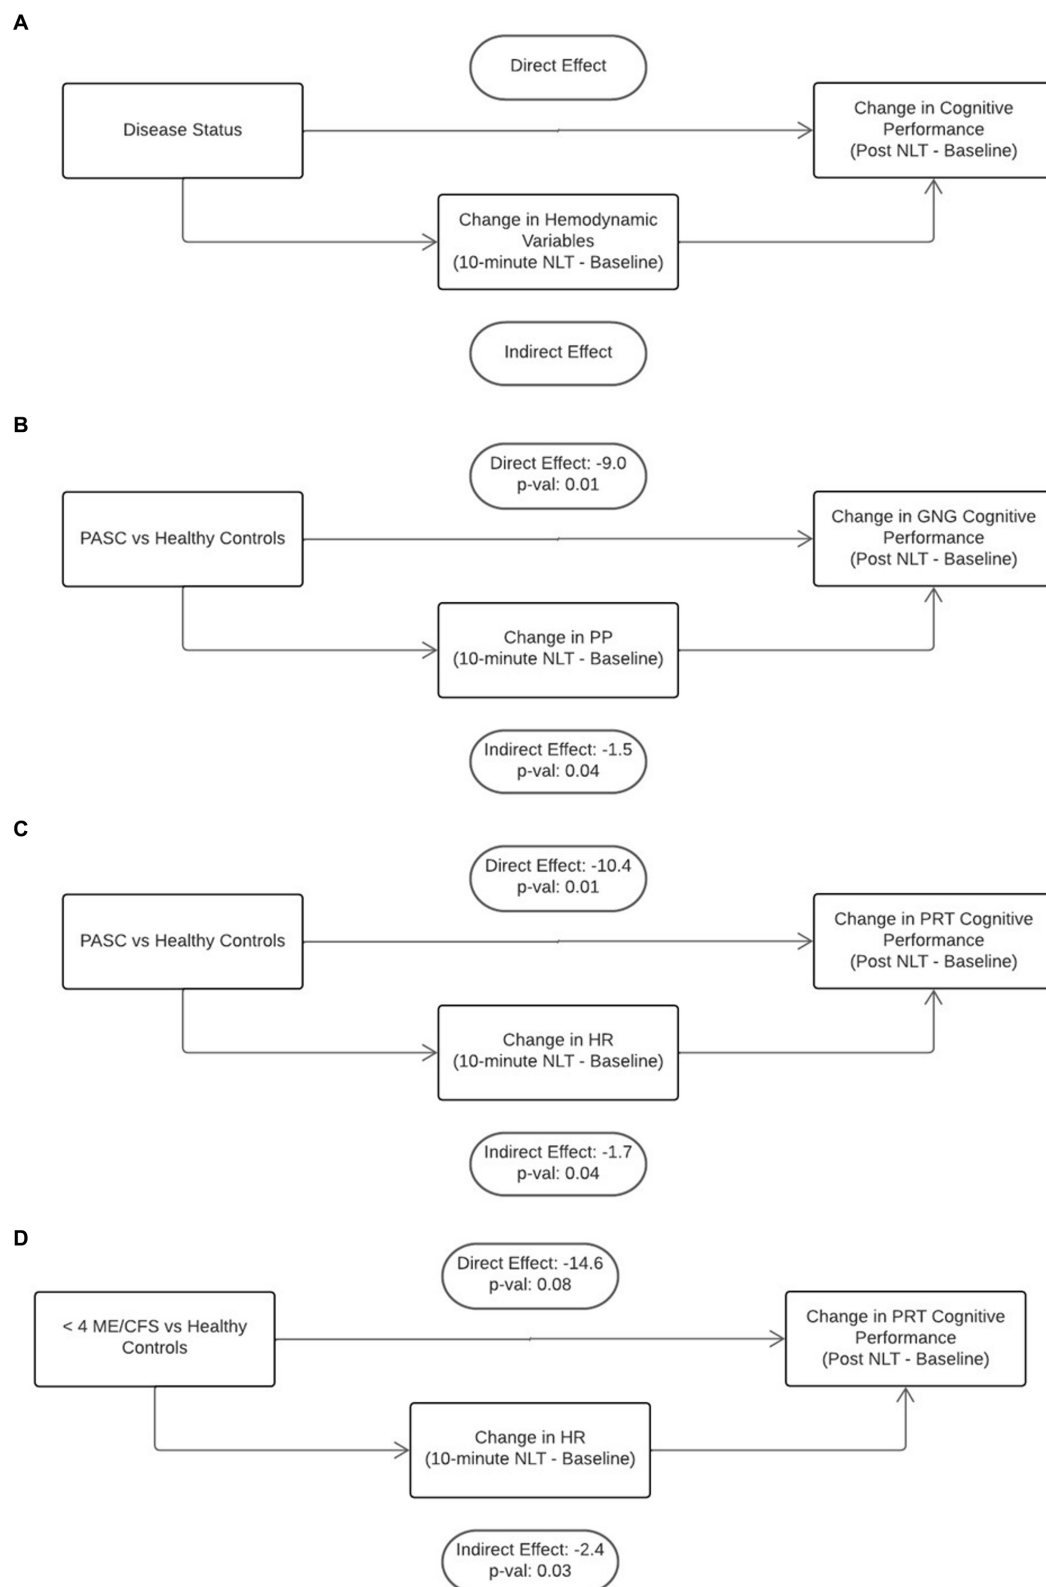 A
Direct Effect
Disease Status
Change in Cognitive
Performance
(Post NLT - Baseline)
Change in Hemodynamic
Variables
(10-minute NLT - Baseline)
Indirect Effect
B
Direct Effect: -9.0
p-val: 0.01
PASC vs Healthy Controls
Change in GNG Cognitive
Performance
(Post NLT - Baseline)
Change in PP
(10-minute NLT - Baseline)
Indirect Effect: -1.5
p-val: 0.04
C
Direct Effect: -10.4
p-val: 0.01
PASC vs Healthy Controls
Change in PRT Cognitive
Performance
(Post NLT - Baseline)
Change in HR
(10-minute NLT - Baseline)
Indirect Effect: -1.7
p-val: 0.04
D
Direct Effect: -14.6
p-val: 0.08
< 4 ME/CFS vs Healthy
Controls
Change in PRT Cognitive
Performance
(Post NLT - Baseline)
Change in HR
(10-minute NLT - Baseline)
Indirect Effect: -2.4
p-val: 0.03